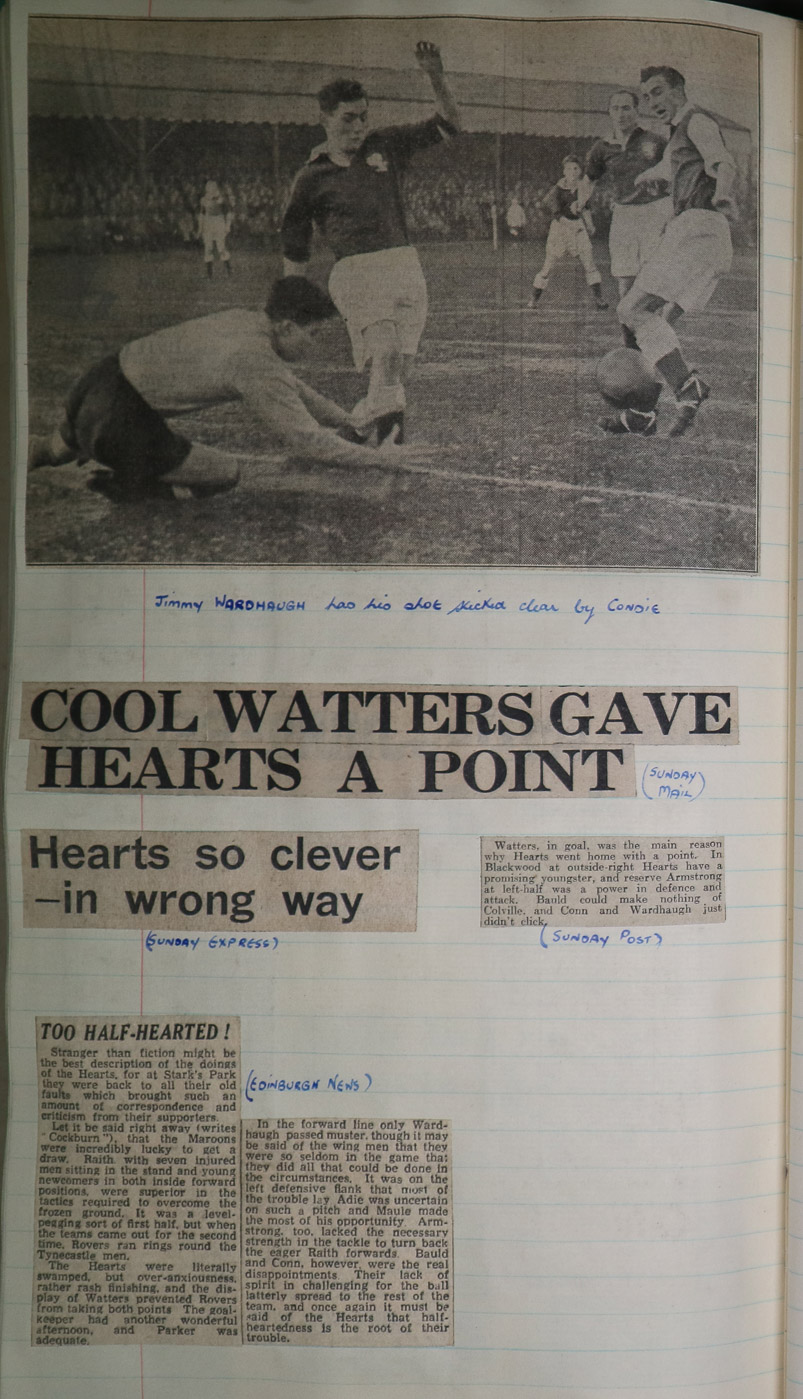 Jimmy WARDHAUGH has his shot kicked clear by CONDIE
COOL WATTERS GAVE
HEARTS A POINT
(SUNDAY
MAIL)
Hearts so clever
—in wrong way
(SUNDAY EXPRESS)
Watters, in goal, was the main reason
why Hearts went home with a point. In
Blackwood at outside-right Hearts have a
promising youngster, and reserve Armstrong
at left-half was a power in defence and
attack. Bauld could make nothing of
Colville, and Conn and Wardhaugh just
didn't click.
(SUNDAY POST)
TOO HALF-HEARTED !
Stranger than fiction might be
the best description of the doings
of the Hearts, for at Stark's Park
they were back to all their old
faults which brought such an
amount of correspondence and
criticism from their supporters.
Let it be said right away (writes
"Cockburn"), that the Maroons
were incredibly lucky to get a
draw. Raith with seven injured
men sitting in the stand and young
newcomers in both inside forward
positions, were superior in the
tactics required to overcome the
frozen ground. It was a level-
pegging sort of first half, but when
the teams came out for the second
time, Rovers ran rings round the
Tynecastle men.
The Hearts were literally
swamped, but over-anxiousness,
rather rash finishing, and the dis-
play of Watters prevented Rovers
from taking both points The goal-
keeper had another wonderful
afternoon, and Parker was
adequate.
(EDINBURGH NEWS)
In the forward line only Ward-
haugh passed muster, though it may
be said of the wing men that they
were so seldom in the game that
they did all that could be done in
the circumstances. It was on the
left defensive flank that most of
the trouble lay Adie was uncertain
on such a pitch and Maule made
the most of his opportunity. Arm-
strong, too, lacked the necessary
strength in the tackle to turn back
the eager Raith forwards. Bauld
and Conn, however, were the real
disappointments. Their lack of
spirit in challenging for the ball
latterly spread to the rest of the
team, and once again it must be
said of the Hearts that half-
heartedness is the root of their
trouble.